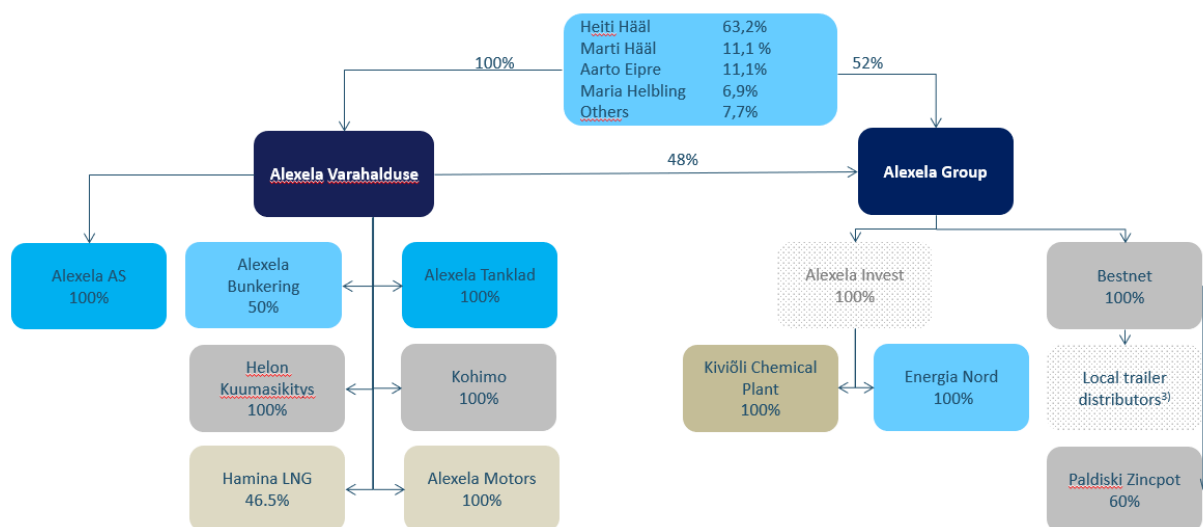 Heiti Hääl 63,2%
Marti Hääl 11,1 %
Aarto Eipre 11,1%
Maria Helbling 6,9%
Others 7,7%
100%
52%
Alexela Varahalduse
48%
Alexela Group
Alexela AS
100%
Alexela
Bunkering
50%
Alexela Tanklad
100%
Alexela Invest
100%
Bestnet
100%
Helon
Kuumasikitys
100%
Kohimo
100%
Kiviõli Chemical
Plant
100%
Energia Nord
100%
Local trailer
distributors3)
Hamina LNG
46.5%
Alexela Motors
100%
Paldiski Zincpot
60%